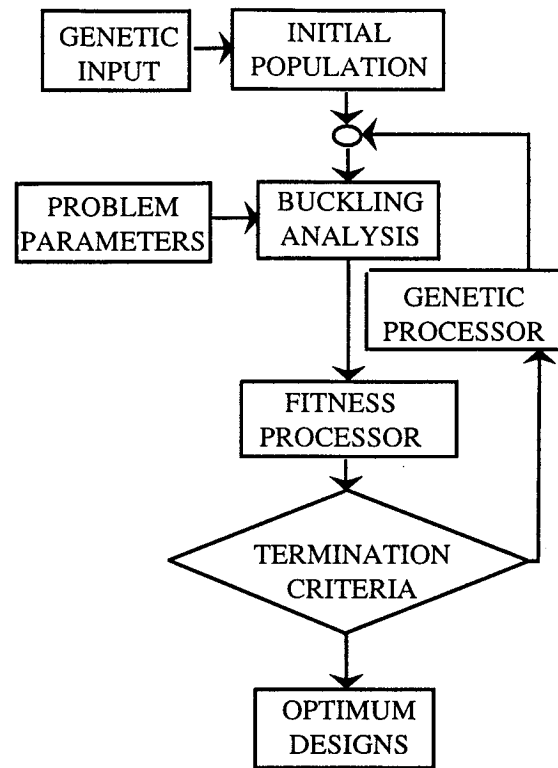 GENETIC
INPUT
INITIAL
POPULATION
PROBLEM
PARAMETERS
BUCKLING
ANALYSIS
GENETIC
PROCESSOR
FITNESS
PROCESSOR
TERMINATION
CRITERIA
OPTIMUM
DESIGNS